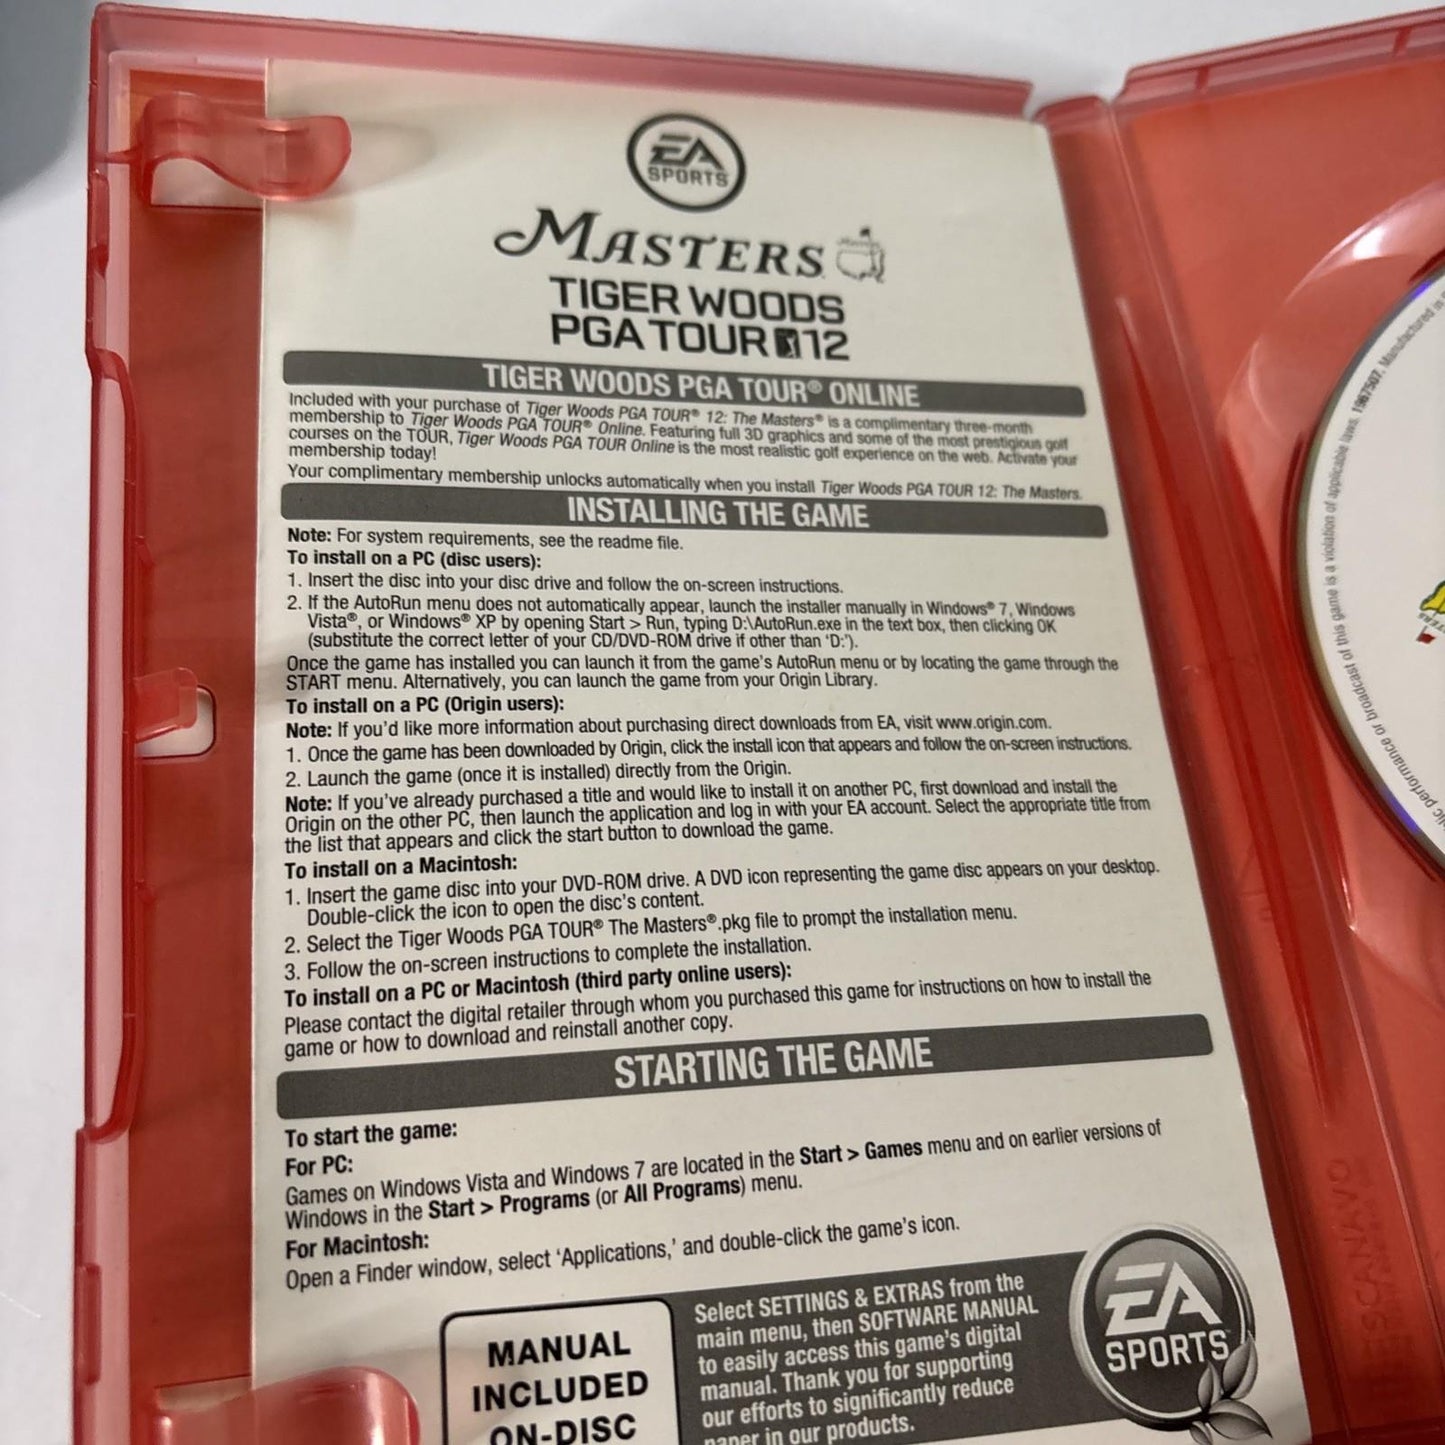 EA
SPORTS
MASTERS
TIGER WOODS
PGA TOUR 12
TIGER WOODS PGA TOUR® ONLINE
Included with your purchase of Tiger Woods PGA TOUR® 12: The Masters® is a complimentary three-month
membership to Tiger Woods PGA TOUR® Online. Featuring full 3D graphics and some of the most prestigious golf
courses on the TOUR, Tiger Woods PGA TOUR Online is the most realistic golf experience on the web. Activate your
membership today!
Your complimentary membership unlocks automatically when you install Tiger Woods PGA TOUR 12: The Masters.
INSTALLING THE GAME
Note: For system requirements, see the readme file.
To install on a PC (disc users):
1. Insert the disc into your disc drive and follow the on-screen instructions.
2. If the AutoRun menu does not automatically appear, launch the installer manually in Windows® 7, Windows
Vista®, or Windows® XP by opening Start > Run, typing D:\AutoRun.exe in the text box, then clicking OK
(substitute the correct letter of your CD/DVD-ROM drive if other than 'D:').
Once the game has installed you can launch it from the game's AutoRun menu or by locating the game through the
START menu. Alternatively, you can launch the game from your Origin Library.
To install on a PC (Origin users):
Note: If you'd like more information about purchasing direct downloads from EA, visit www.origin.com.
1. Once the game has been downloaded by Origin, click the install icon that appears and follow the on-screen instructions.
2. Launch the game (once it is installed) directly from the Origin.
Note: If you've already purchased a title and would like to install it on another PC, first download and install the
Origin on the other PC, then launch the application and log in with your EA account. Select the appropriate title from
the list that appears and click the start button to download the game.
To install on a Macintosh:
1. Insert the game disc into your DVD-ROM drive. A DVD icon representing the game disc appears on your desktop.
Double-click the icon to open the disc's content.
2. Select the Tiger Woods PGA TOUR® The Masters®.pkg file to prompt the installation menu.
3. Follow the on-screen instructions to complete the installation.
To install on a PC or Macintosh (third party online users):
Please contact the digital retailer through whom you purchased this game for instructions on how to install the
game or how to download and reinstall another copy.
STARTING THE GAME
To start the game:
For PC:
Games on Windows Vista and Windows 7 are located in the Start > Games menu and on earlier versions of
Windows in the Start > Programs (or All Programs) menu.
For Macintosh:
Open a Finder window, select 'Applications,' and double-click the game's icon.
MANUAL
INCLUDED
ON-DISC
Select SETTINGS & EXTRAS from the
main menu, then SOFTWARE MANUAL
to easily access this game's digital
manual. Thank you for supporting
our efforts to significantly reduce
paper in our products.
EA
SPORTS
performance or broadcast of this game is a violation of applicable laws. 1967507. Manufactured in